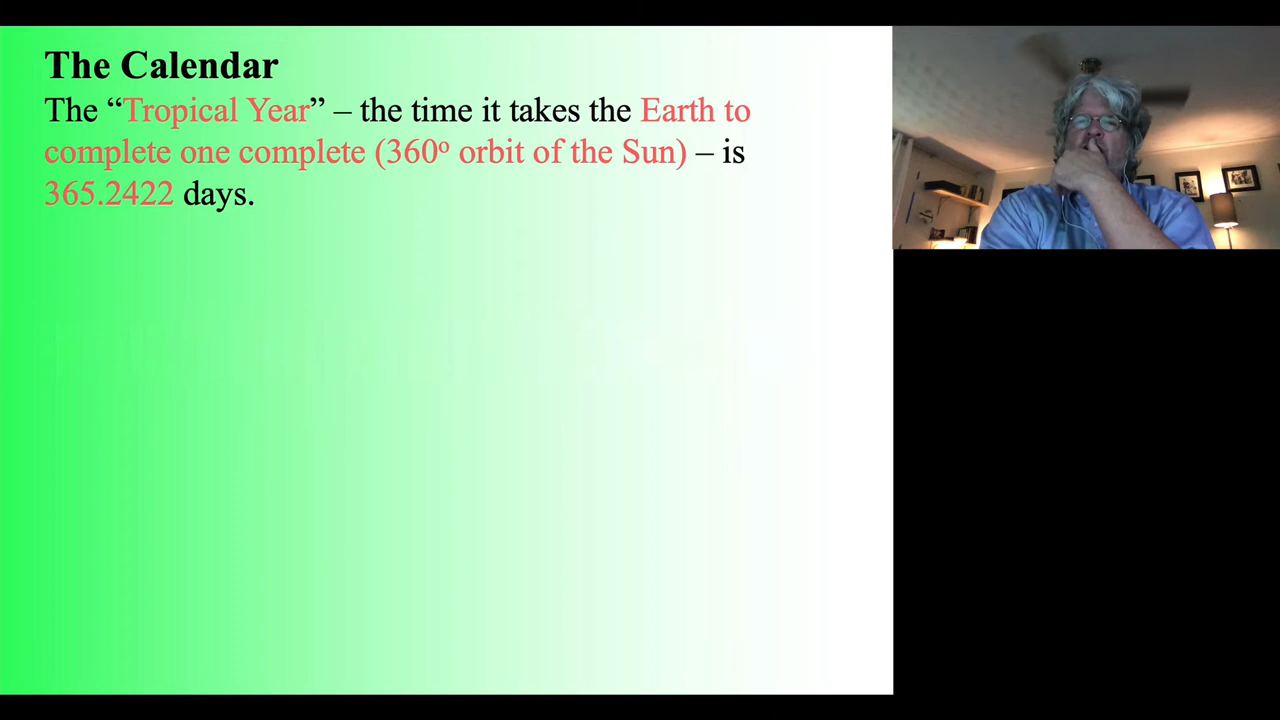 The Calendar
The “Tropical Year” – the time it takes the Earth to
complete one complete (360º orbit of the Sun) – is
365.2422 days.